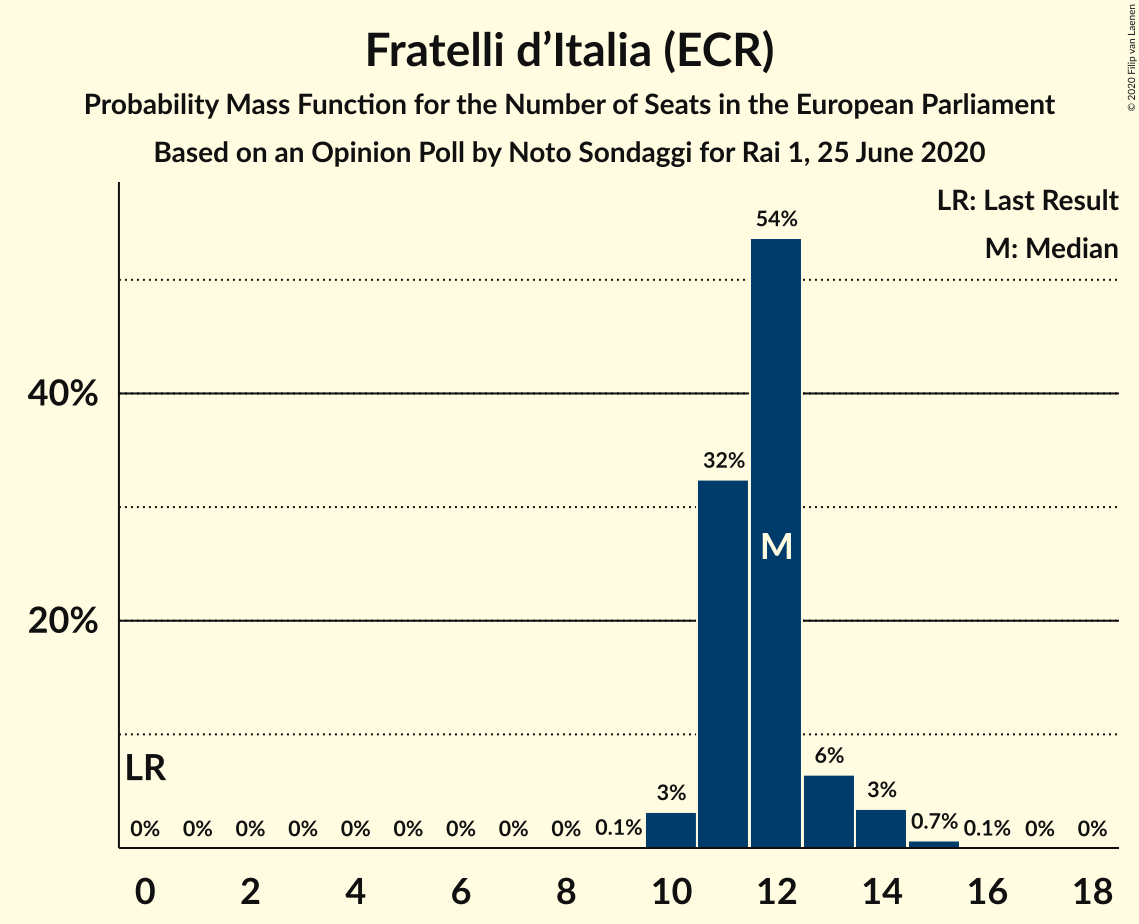 Fratelli d’Italia (ECR)
Probability Mass Function for the Number of Seats in the European Parliament
Based on an Opinion Poll by Noto Sondaggi for Rai 1, 25 June 2020
© 2020 Filip van Laenen
LR: Last Result
M: Median
54%
40%
32%
M
20%
LR
6%
3%
3%
0% 0% 0% 0% 0% 0% 0% 0% 0% 0.1% 0.7% 0.1% 0% 0%
0 2 4 6 8 10 12 14 16 18